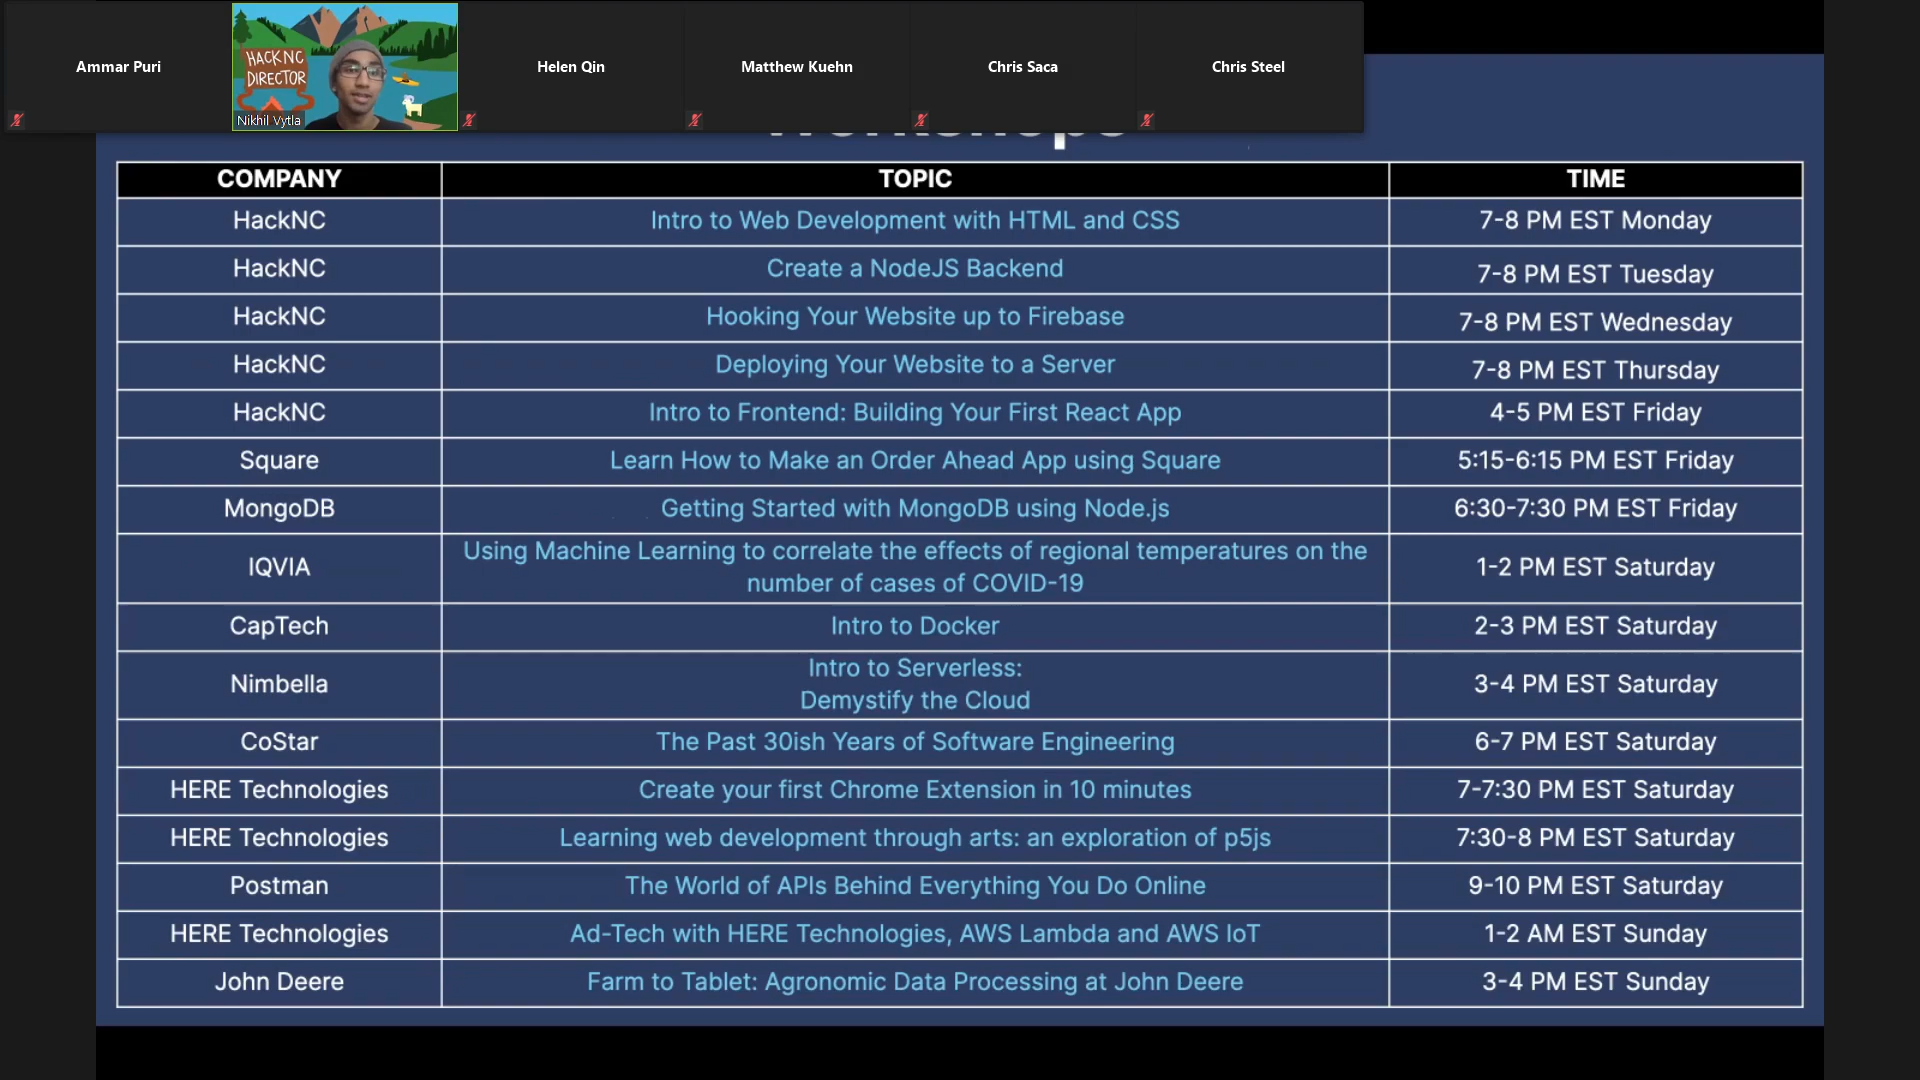 Ammar Puri
HACK NC
DIRECTOR
Nikhil Vytla
Helen Qin
Matthew Kuehn
Chris Saca
Chris Steel
Workshops
COMPANY TOPIC TIME
HackNC Intro to Web Development with HTML and CSS 7-8 PM EST Monday
HackNC Create a NodeJS Backend 7-8 PM EST Tuesday
HackNC Hooking Your Website up to Firebase 7-8 PM EST Wednesday
HackNC Deploying Your Website to a Server 7-8 PM EST Thursday
HackNC Intro to Frontend: Building Your First React App 4-5 PM EST Friday
Square Learn How to Make an Order Ahead App using Square 5:15-6:15 PM EST Friday
MongoDB Getting Started with MongoDB using Node.js 6:30-7:30 PM EST Friday
IQVIA Using Machine Learning to correlate the effects of regional temperatures on the 1-2 PM EST Saturday
number of cases of COVID-19
CapTech Intro to Docker 2-3 PM EST Saturday
Nimbella Intro to Serverless: 3-4 PM EST Saturday
Demystify the Cloud
CoStar The Past 30ish Years of Software Engineering 6-7 PM EST Saturday
HERE Technologies Create your first Chrome Extension in 10 minutes 7-7:30 PM EST Saturday
HERE Technologies Learning web development through arts: an exploration of p5js 7:30-8 PM EST Saturday
Postman The World of APIs Behind Everything You Do Online 9-10 PM EST Saturday
HERE Technologies Ad-Tech with HERE Technologies, AWS Lambda and AWS IoT 1-2 AM EST Sunday
John Deere Farm to Tablet: Agronomic Data Processing at John Deere 3-4 PM EST Sunday